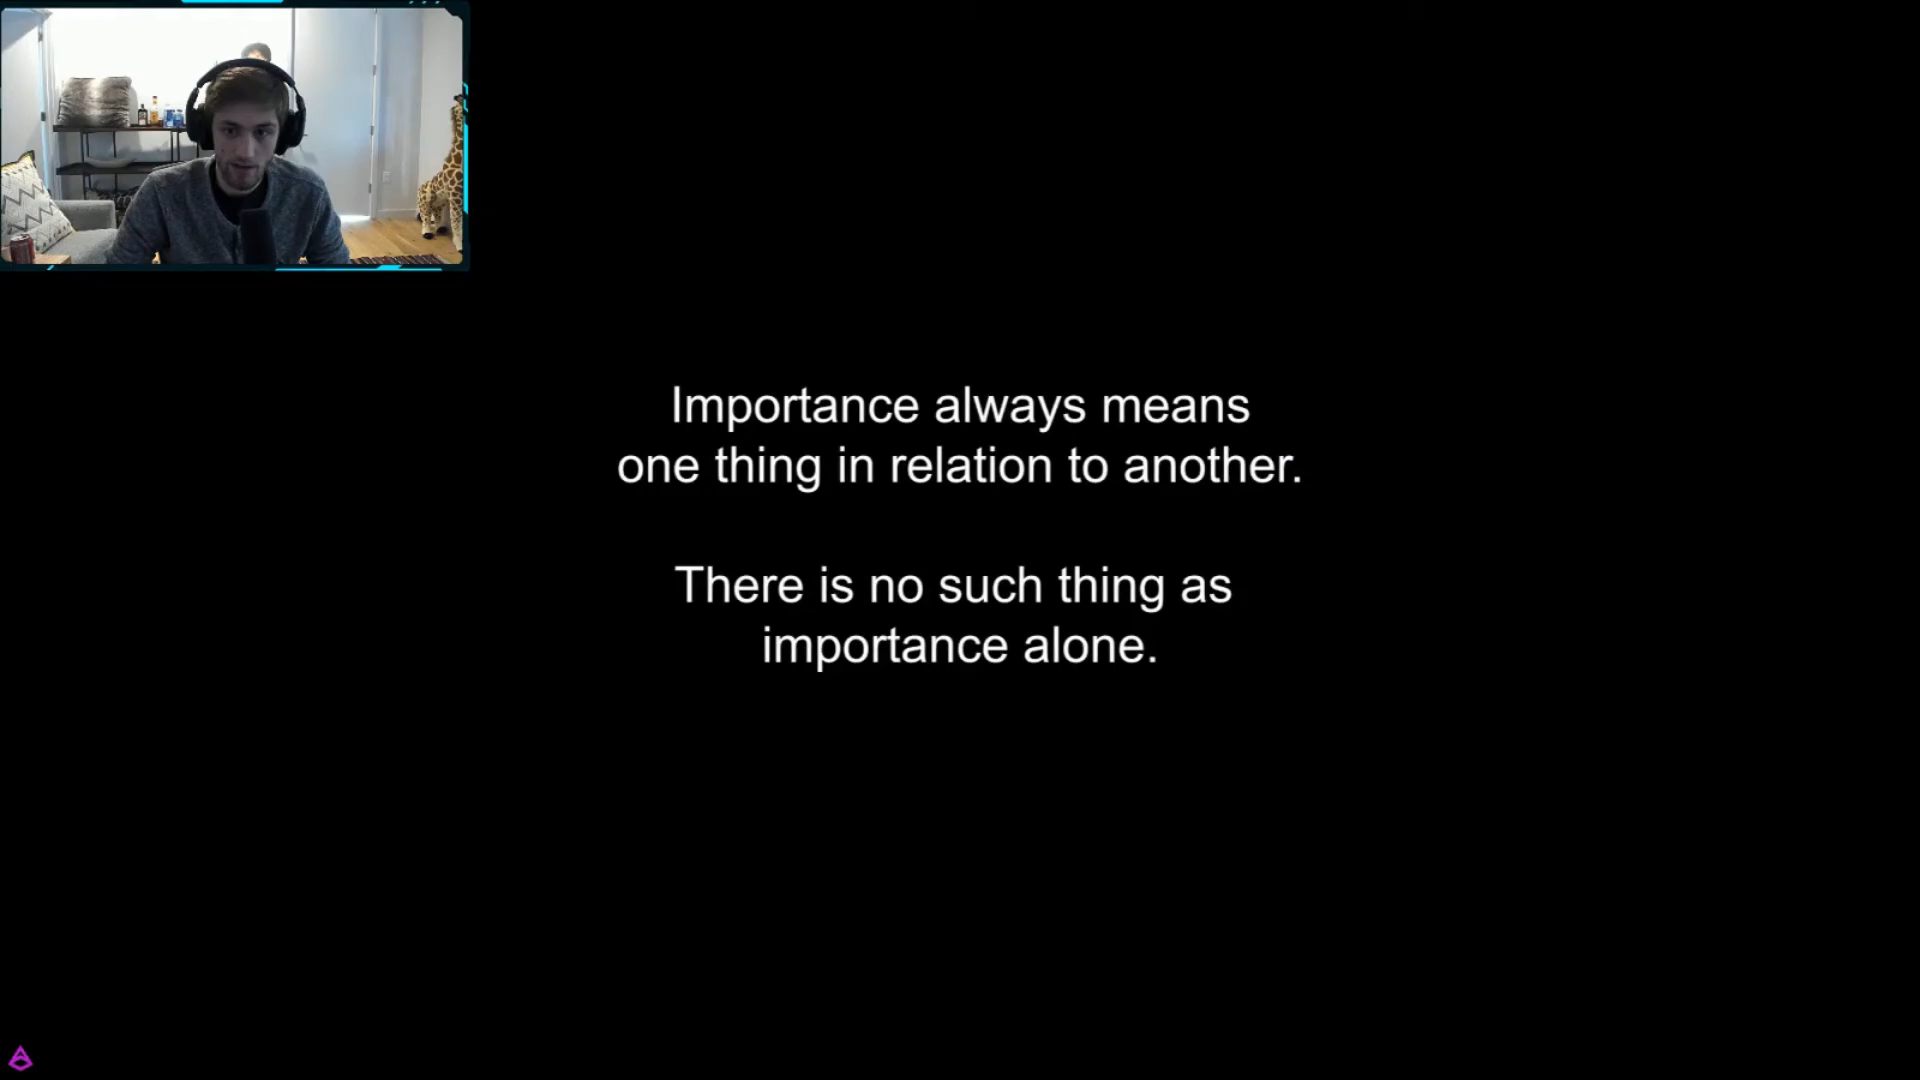 Importance always means
one thing in relation to another.
There is no such thing as
importance alone.